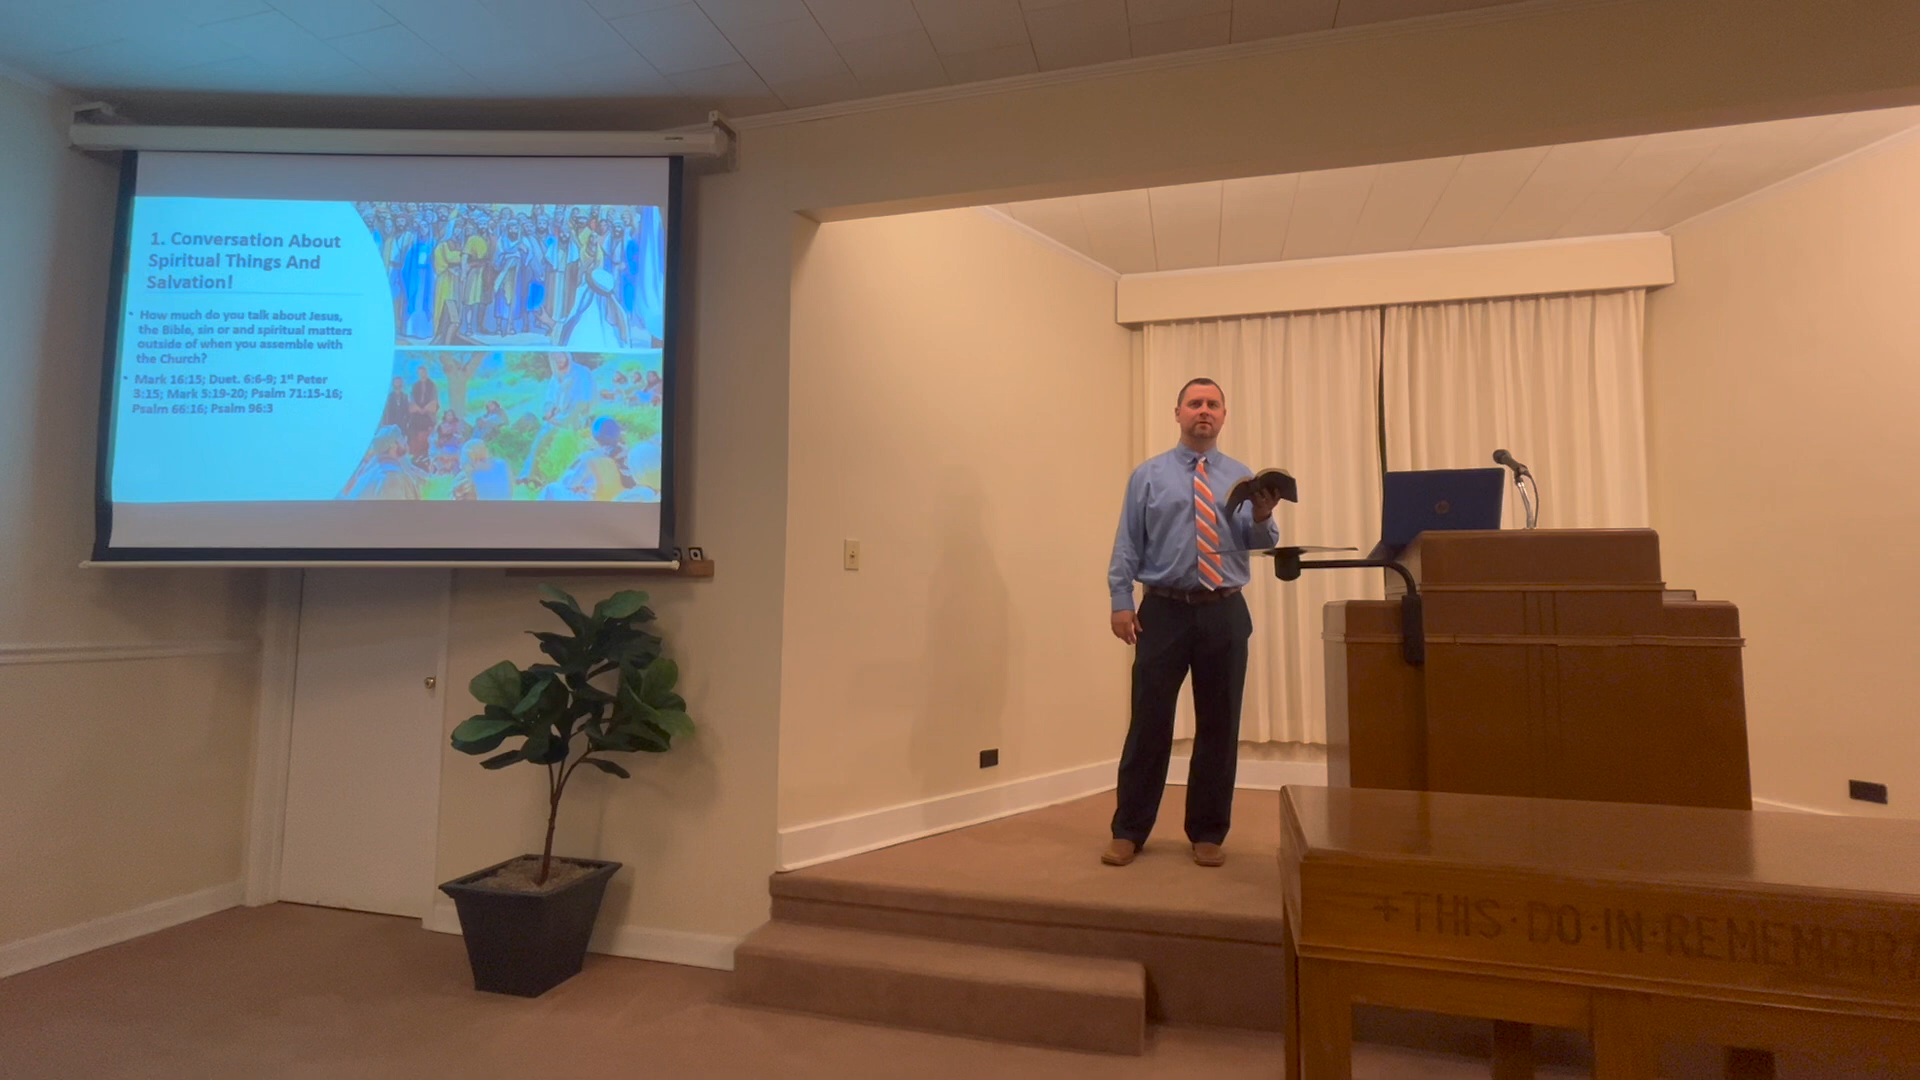 1. Conversation About
Spiritual Things And
Salvation!
• How much do you talk about Jesus,
the Bible, sin or and spiritual matters
outside of when you assemble with
the Church?
• Mark 16:15; Duet. 6:6-9; 1st Peter
3:15; Mark 5:19-20; Psalm 71:15-16;
Psalm 66:16; Psalm 96:3
+THIS·DO·IN·REMEMBRA